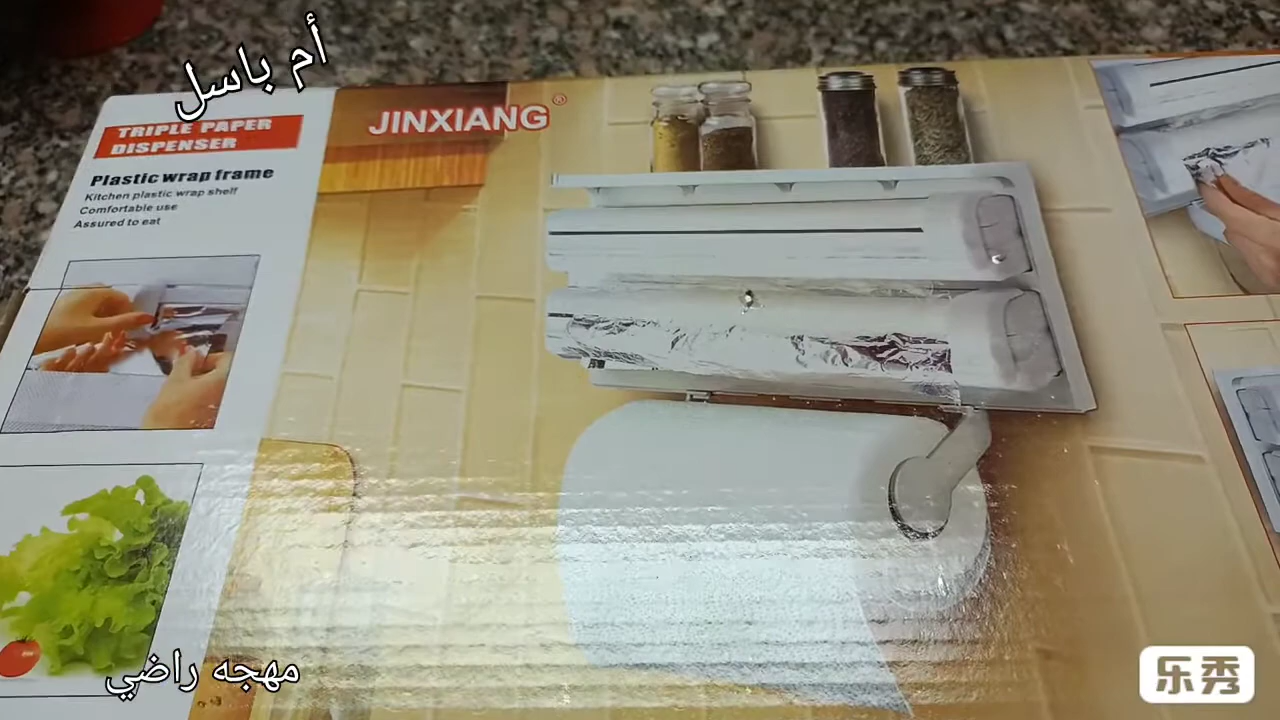 أم باسل
TRIPLE PAPER
DISPENSER
JINXIANG®
Plastic wrap frame
Kitchen plastic wrap shelf
Comfortable use
Assured to eat
مهجه راضي
乐秀